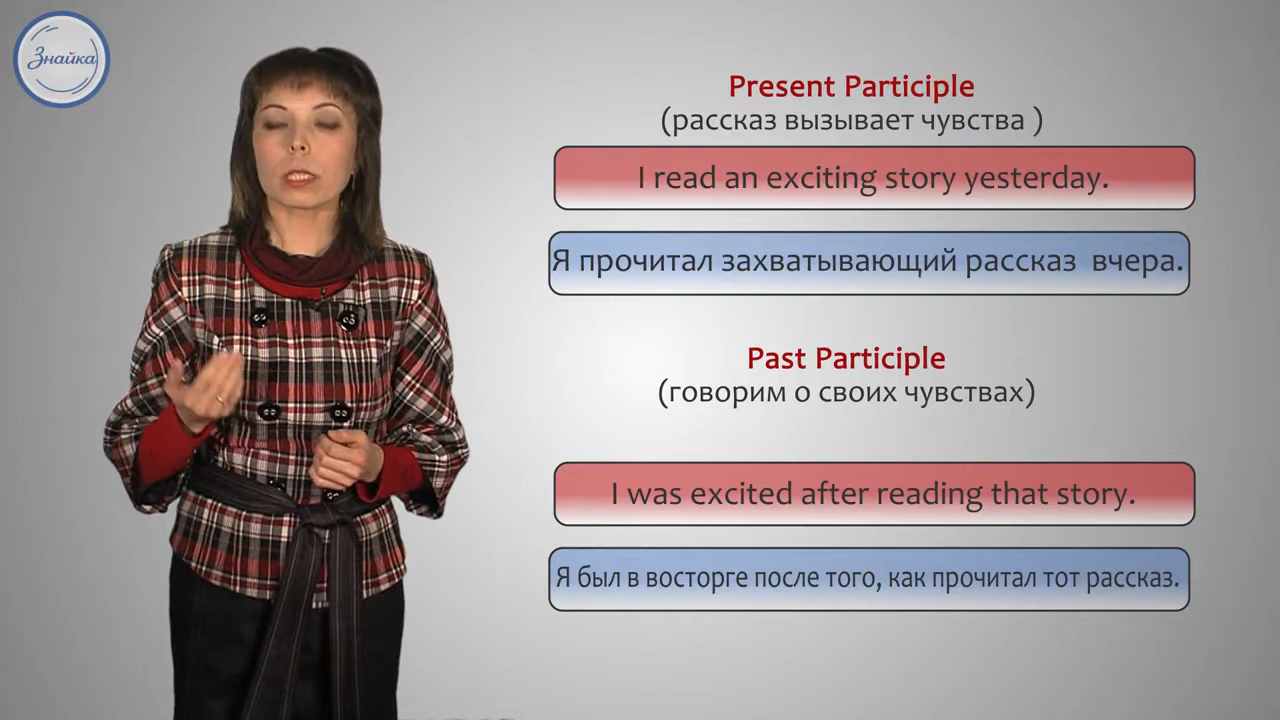 Знайка
Present Participle
(рассказ вызывает чувства )
I read an exciting story yesterday.
Я прочитал захватывающий рассказ вчера.
Past Participle
(говорим о своих чувствах)
I was excited after reading that story.
Я был в восторге после того, как прочитал тот рассказ.